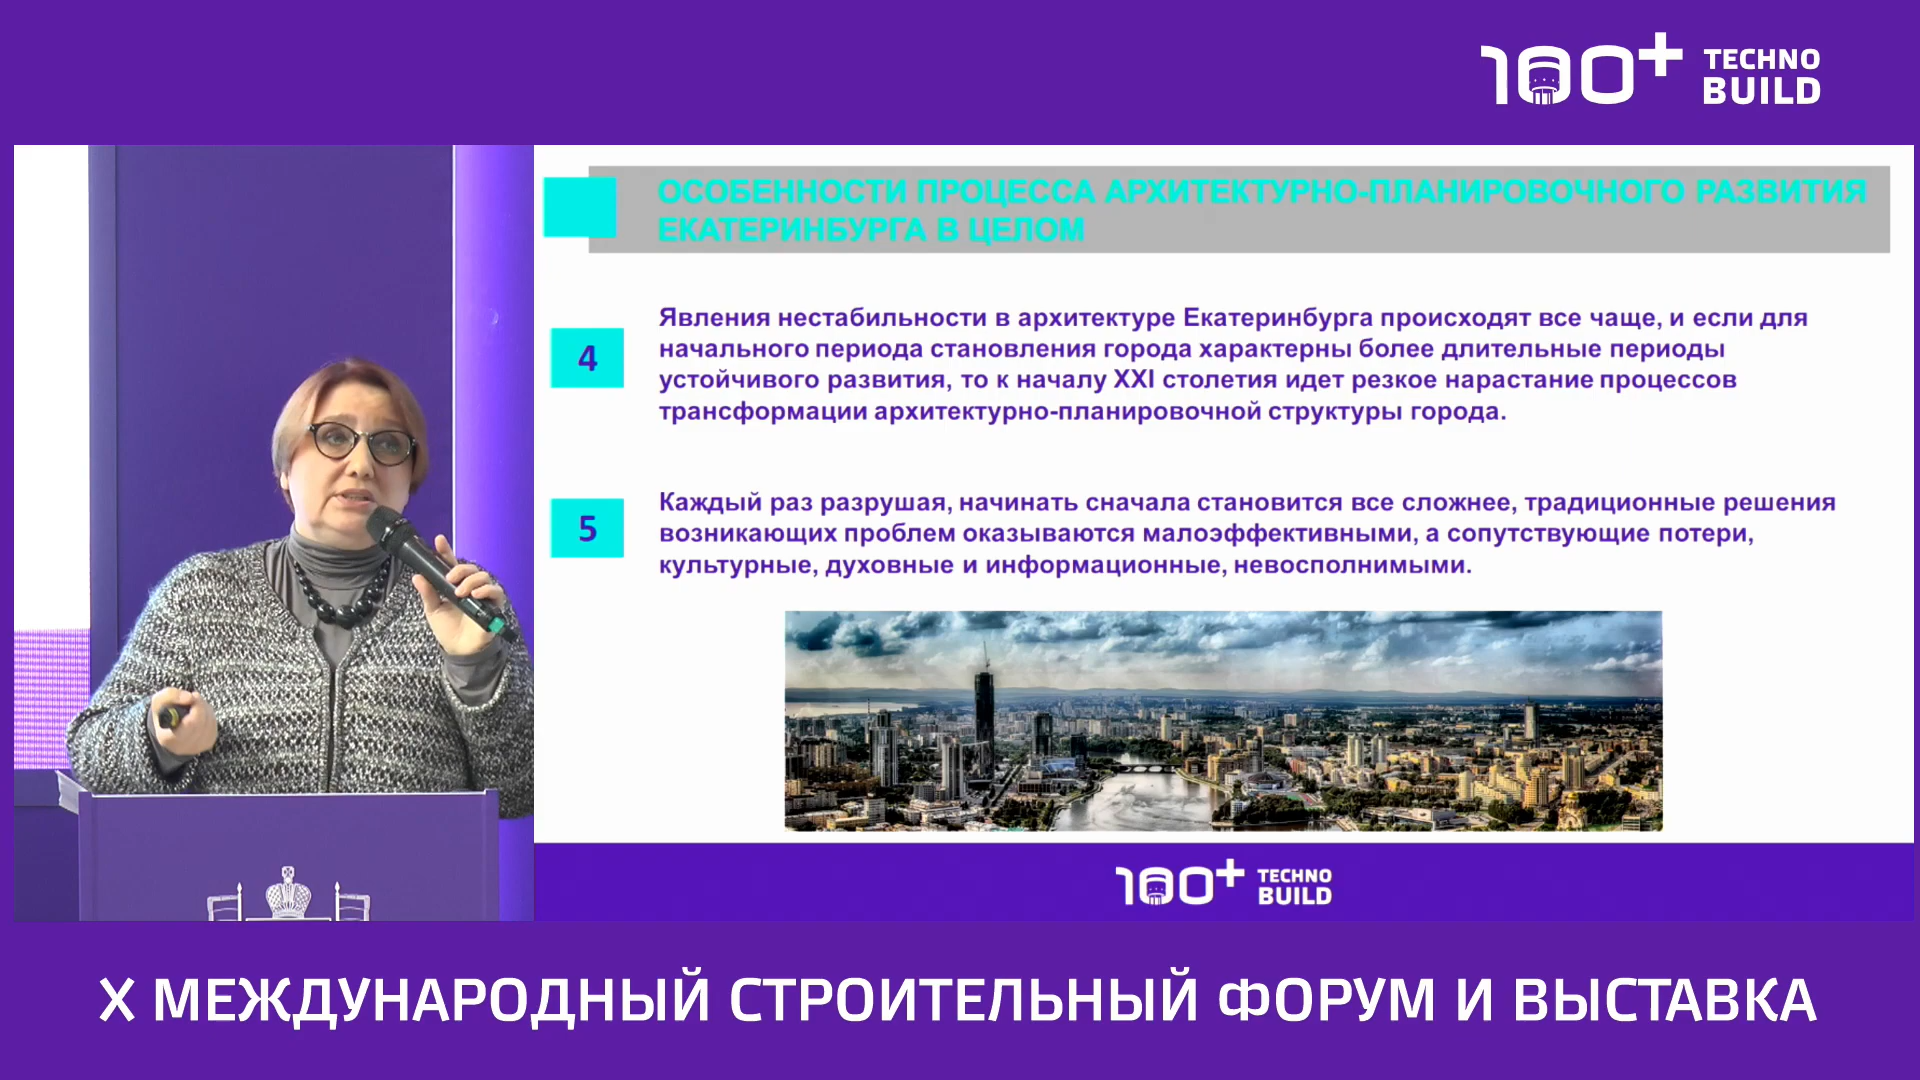 100+ TECHNO
BUILD
ОСОБЕННОСТИ ПРОЦЕССА АРХИТЕКТУРНО-ПЛАНИРОВОЧНОГО РАЗВИТИЯ
ЕКАТЕРИНБУРГА В ЦЕЛОМ
4
Явления нестабильности в архитектуре Екатеринбурга происходят все чаще, и если для
начального периода становления города характерны более длительные периоды
устойчивого развития, то к началу XXI столетия идет резкое нарастание процессов
трансформации архитектурно-планировочной структуры города.
5
Каждый раз разрушая, начинать сначала становится все сложнее, традиционные решения
возникающих проблем оказываются малоэффективными, а сопутствующие потери,
культурные, духовные и информационные, невосполнимыми.
100+ TECHNO
BUILD
X МЕЖДУНАРОДНЫЙ СТРОИТЕЛЬНЫЙ ФОРУМ И ВЫСТАВКА